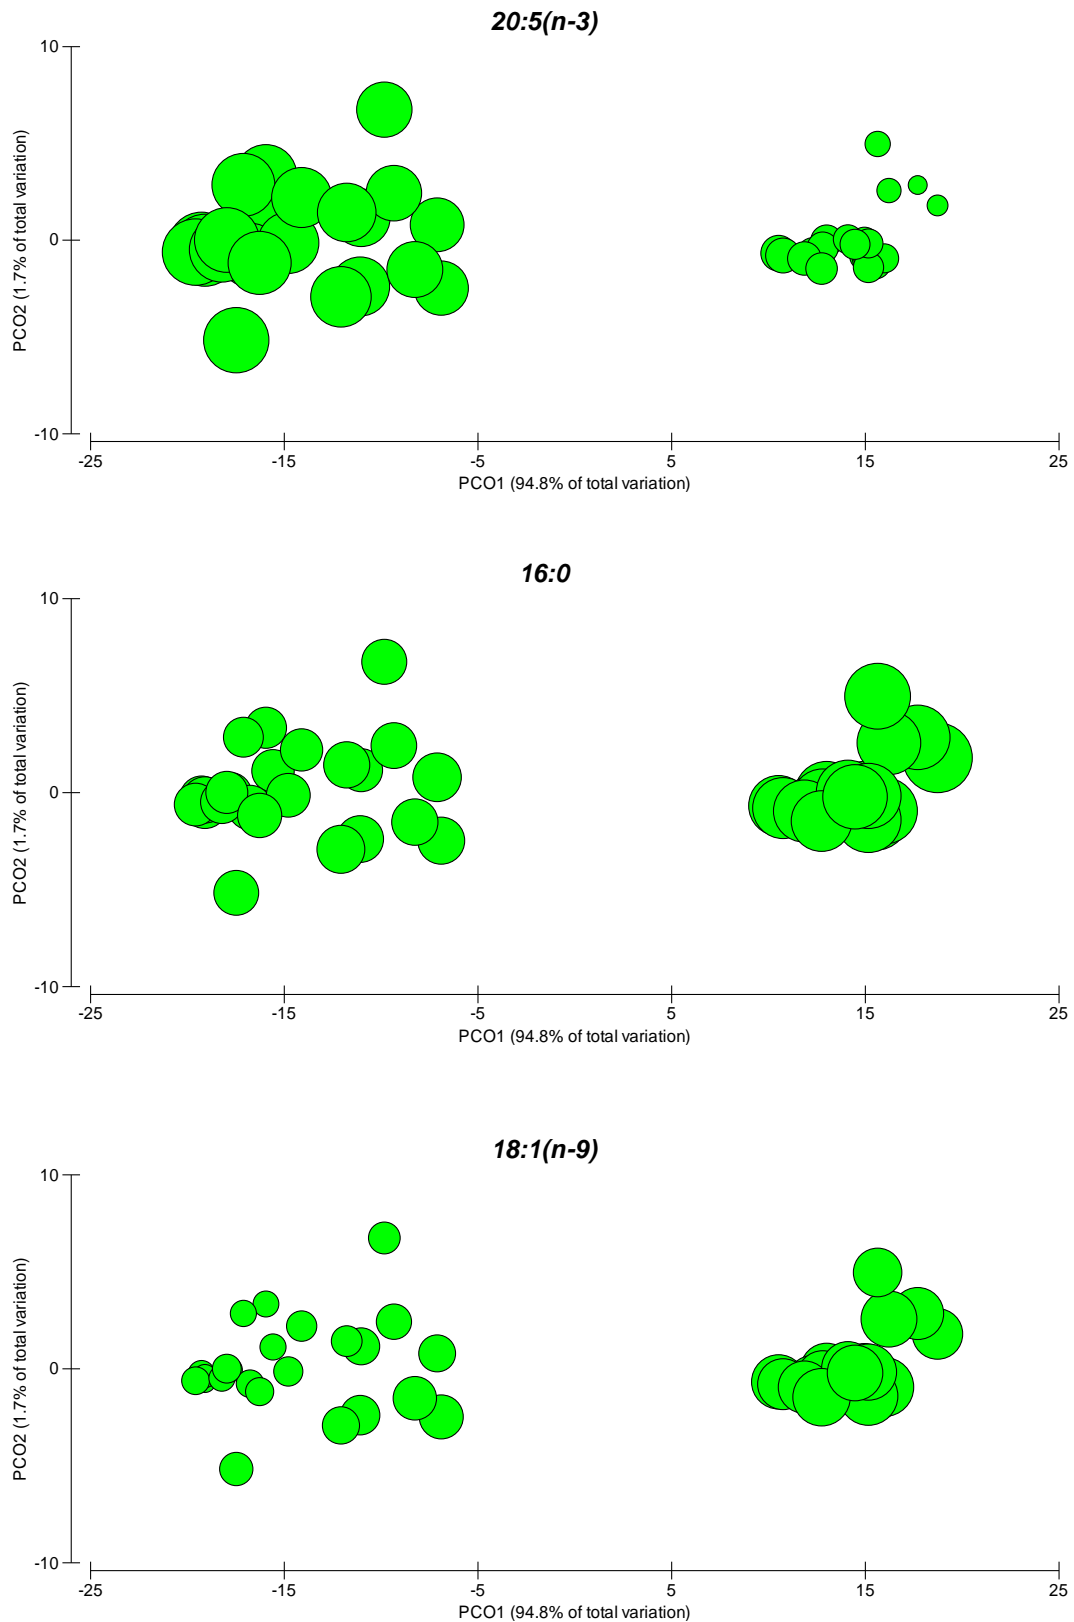 20:5(n-3)
10
0
-10
PCO2 (1.7% of total variation)
-25 -15 -5 5 15 25
PCO1 (94.8% of total variation)
16:0
10
0
-10
PCO2 (1.7% of total variation)
-25 -15 -5 5 15 25
PCO1 (94.8% of total variation)
18:1(n-9)
10
0
-10
PCO2 (1.7% of total variation)
-25 -15 -5 5 15 25
PCO1 (94.8% of total variation)